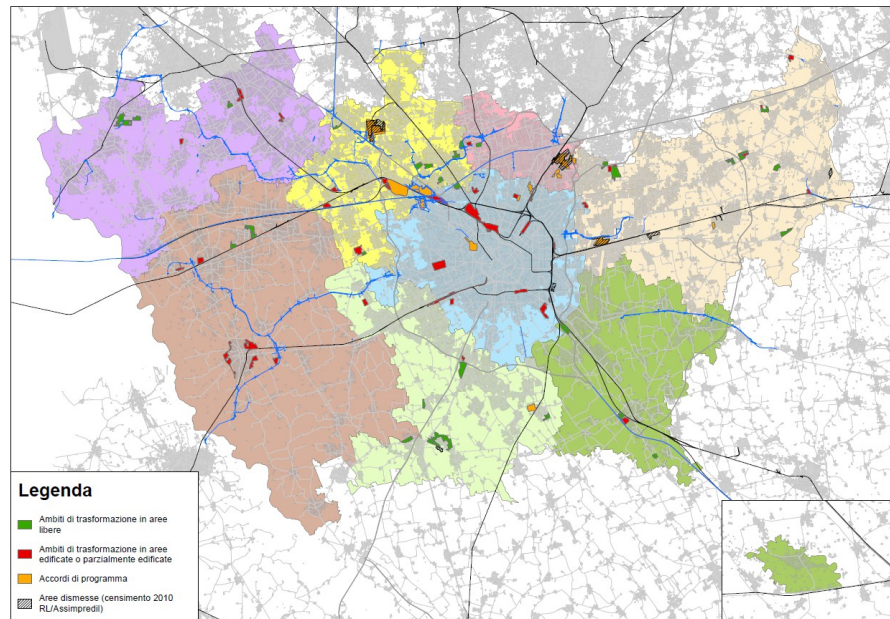 Legenda
Ambiti di trasformazione in aree
libere
Ambiti di trasformazione in aree
edificate o parzialmente edificate
Accordi di programma
Aree dismesse (censimento 2010
RL/Assimpredil)